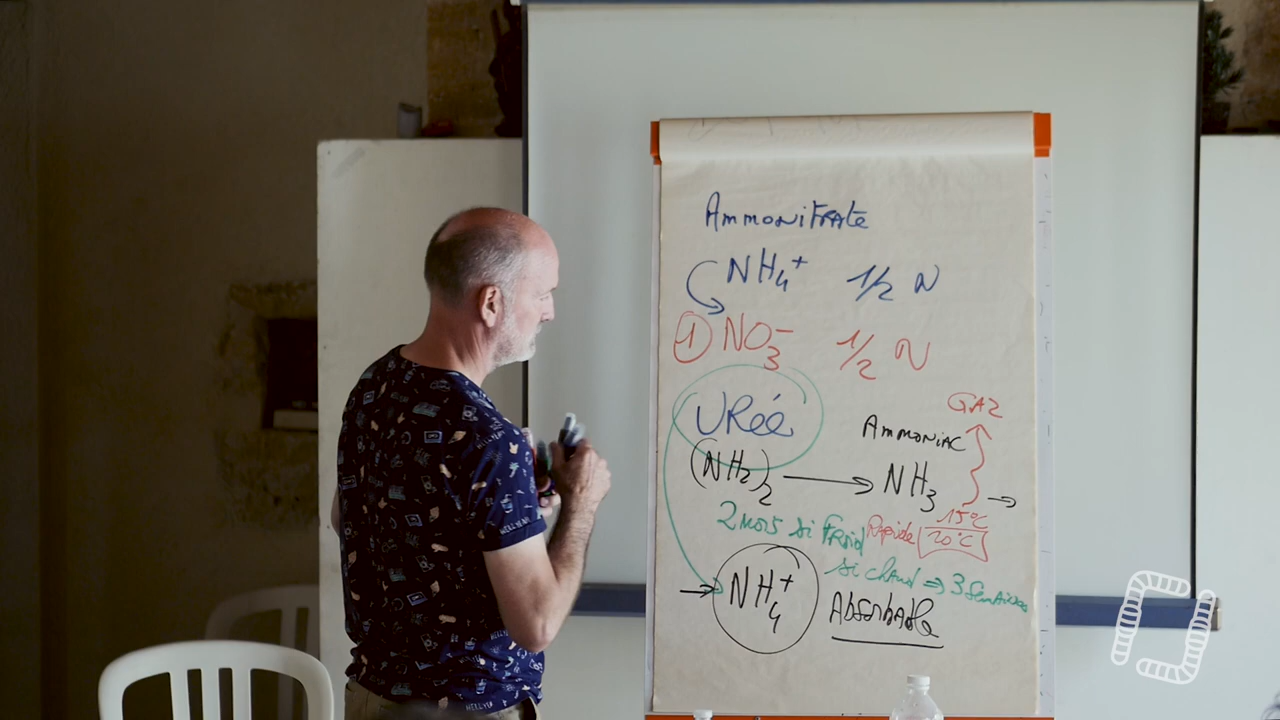 Ammonitrate
NH4+ 1/2 N
1 NO3- 1/2 N
URée
GAZ
Ammoniac
(NH2)2 → NH3 →
2 mois si Froid Rapide 15°C
20°C
si chaud ⇒ 3 Semaines
→ NH4+ Absorbable